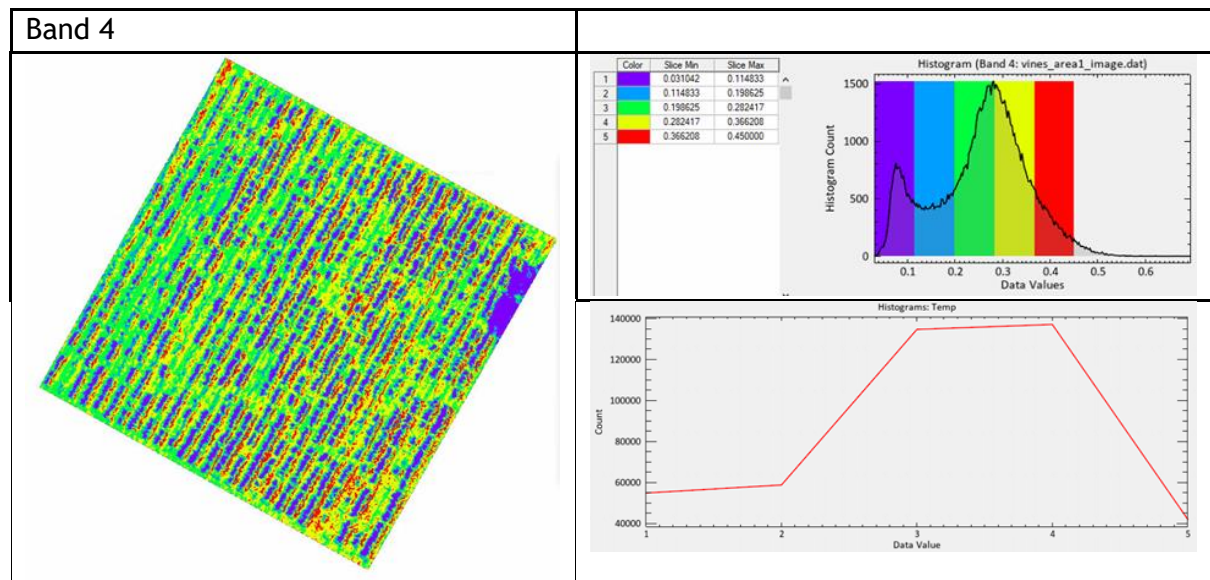 Band 4
Color Slice Min Slice Max
1 0.031042 0.114833
2 0.114833 0.198625
3 0.198625 0.282417
4 0.282417 0.366208
5 0.366208 0.450000
Histogram (Band 4: vines_area1_image.dat)
Histogram Count
1500
1000
500
0
0.1 0.2 0.3 0.4 0.5 0.6
Data Values
Histograms: Temp
Count
140000
120000
100000
80000
60000
40000
1 2 3 4 5
Data Value